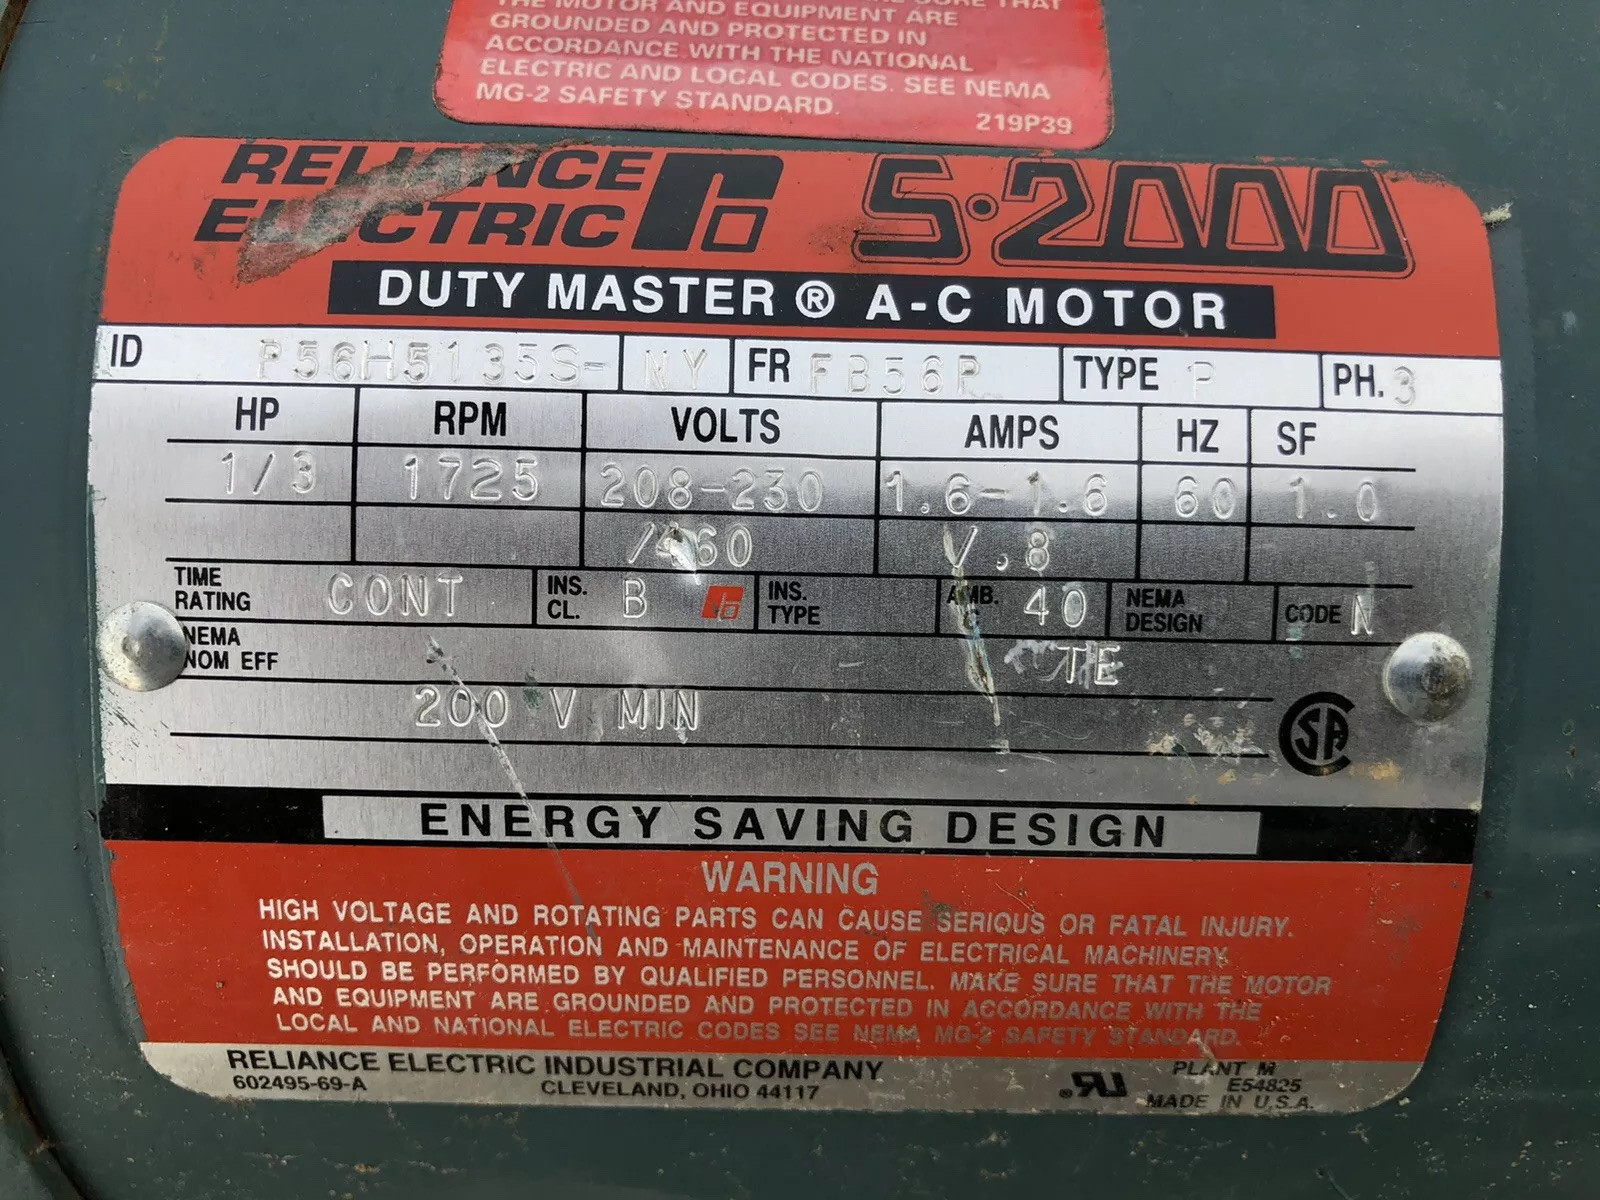 THE MOTOR AND EQUIPMENT ARE
GROUNDED AND PROTECTED IN
ACCORDANCE WITH THE NATIONAL
ELECTRIC AND LOCAL CODES. SEE NEMA
MG-2 SAFETY STANDARD.
219P39
RELIANCE
ELECTRIC
S·2000
DUTY MASTER ® A-C MOTOR
ID P56H5135S- NY FR FB56P TYPE P PH. 3
HP RPM VOLTS AMPS HZ SF
1/3 1725 208-230 1.6-1.6 60 1.0
/460 /.8
TIME RATING CONT INS. CL. B INS. TYPE AMB. C 40 NEMA DESIGN CODE N
NEMA
NOM EFF
TE
200 V MIN
SA
ENERGY SAVING DESIGN
WARNING
HIGH VOLTAGE AND ROTATING PARTS CAN CAUSE SERIOUS OR FATAL INJURY.
INSTALLATION, OPERATION AND MAINTENANCE OF ELECTRICAL MACHINERY
SHOULD BE PERFORMED BY QUALIFIED PERSONNEL. MAKE SURE THAT THE MOTOR
AND EQUIPMENT ARE GROUNDED AND PROTECTED IN ACCORDANCE WITH THE
LOCAL AND NATIONAL ELECTRIC CODES SEE NEMA MG-2 SAFETY STANDARD.
RELIANCE ELECTRIC INDUSTRIAL COMPANY
602495-69-A CLEVELAND, OHIO 44117
PLANT M
E54825
MADE IN U.S.A.